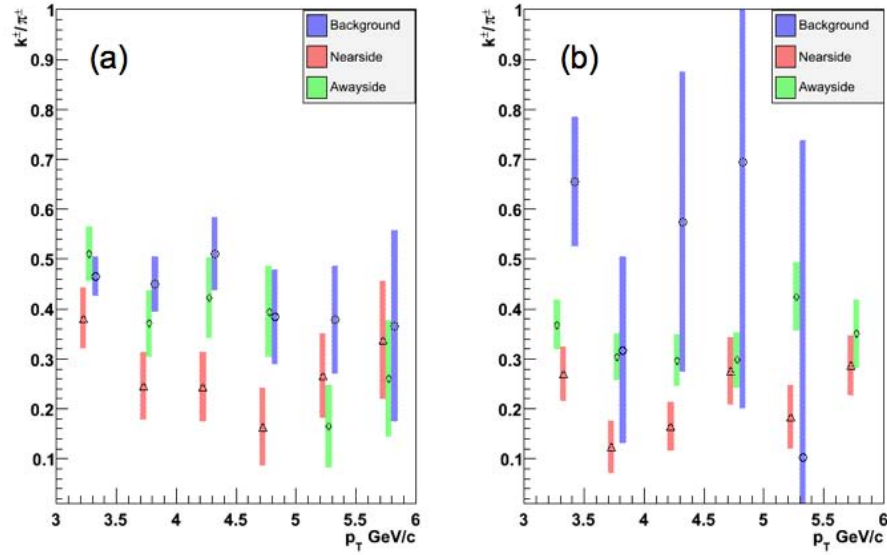 k±/π±
1
0.9
0.8
0.7
0.6
0.5
0.4
0.3
0.2
0.1
(a)
Background
Nearside
Awayside
3 3.5 4 4.5 5 5.5 6
pT GeV/c
k±/π±
1
0.9
0.8
0.7
0.6
0.5
0.4
0.3
0.2
0.1
(b)
Background
Nearside
Awayside
3 3.5 4 4.5 5 5.5 6
pT GeV/c